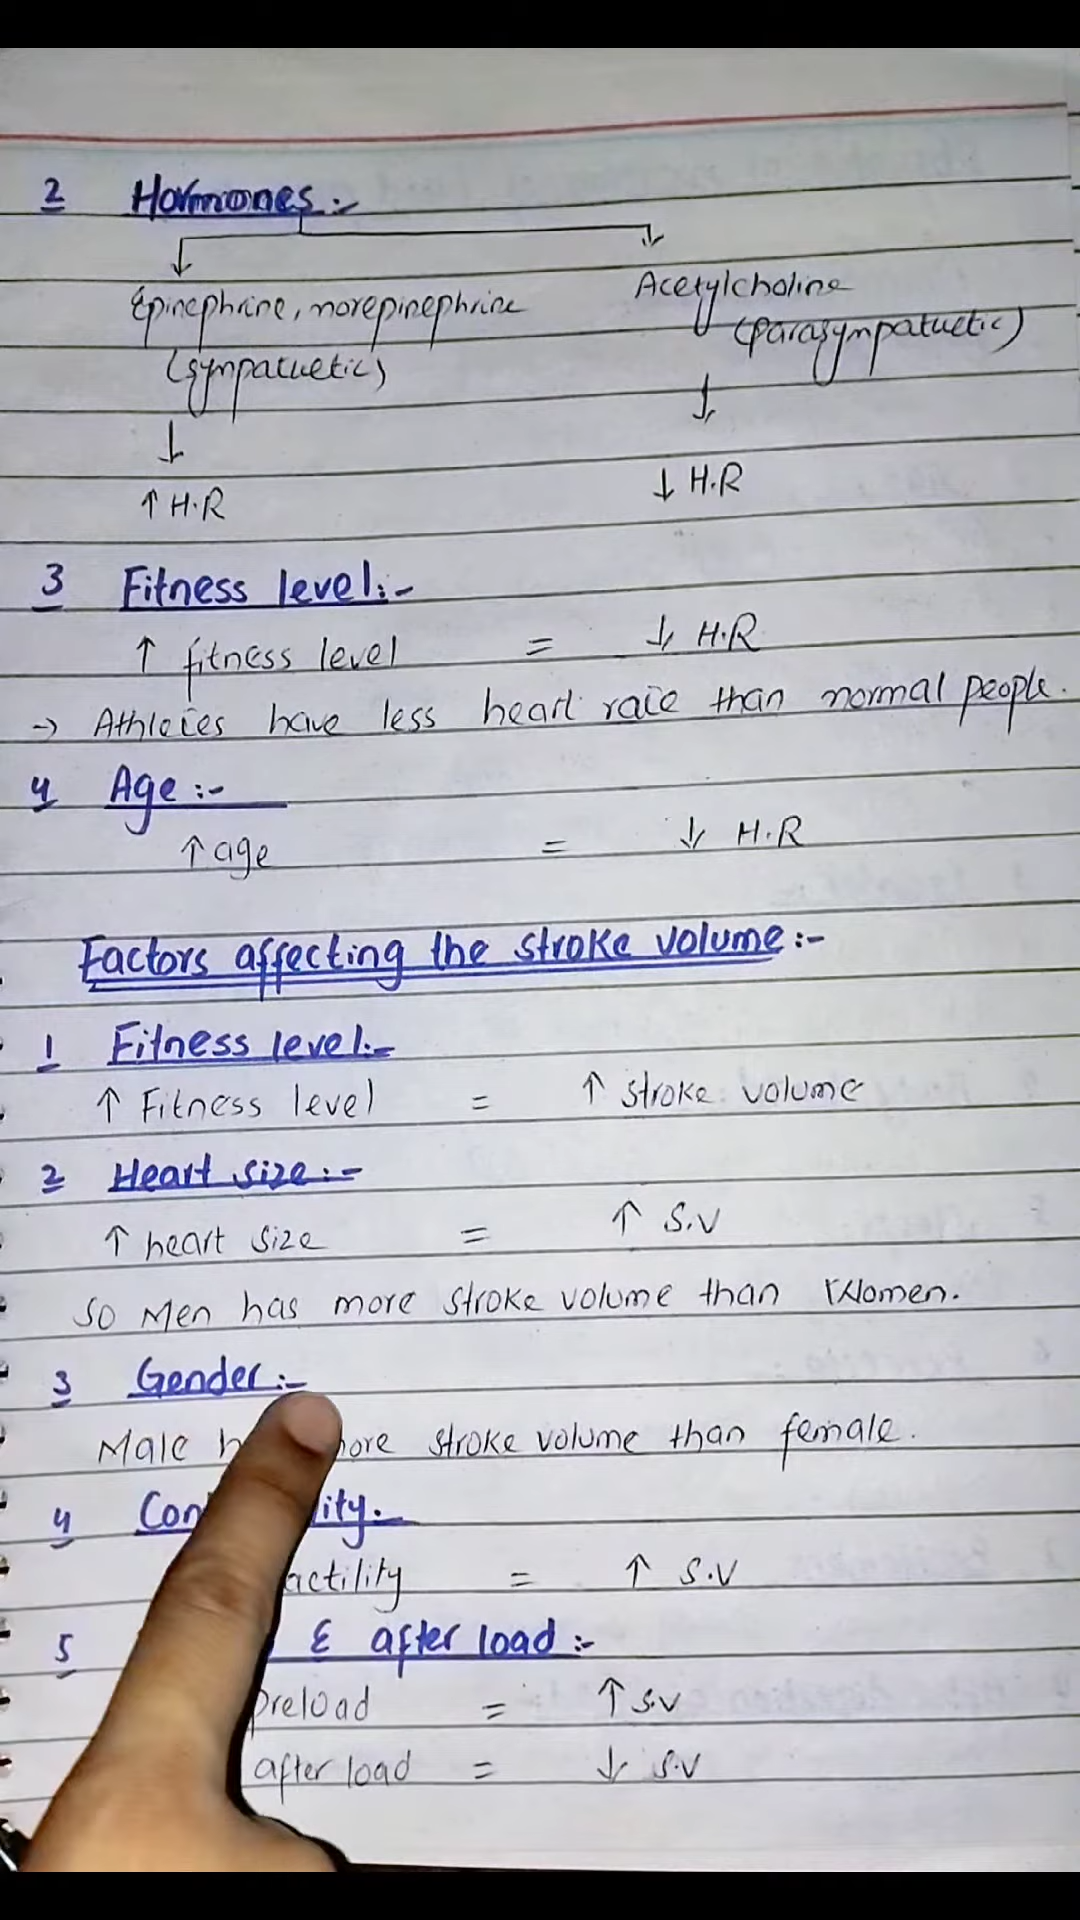 2 Hormones:-
Epinephrine, norepinephrine
Acetylcholine
(sympatuetic)
(parasympatuetic)
↓
↓
↑ H.R
↓ H.R
3 Fitness level:-
↑ fitness level = ↓ H.R
→ Athletes have less heart rate than normal people.
4 Age:-
↑ age = ↓ H.R
Factors affecting the stroke volume:-
1 Fitness level:-
↑ Fitness level = ↑ stroke volume
2 Heart size:-
↑ heart size = ↑ S.V
So Men has more stroke volume than Women.
3 Gender:-
Male stroke volume than female.
4
= ↑ S.V
5 & after load:-
preload = ↑ S.V
after load = ↓ S.V